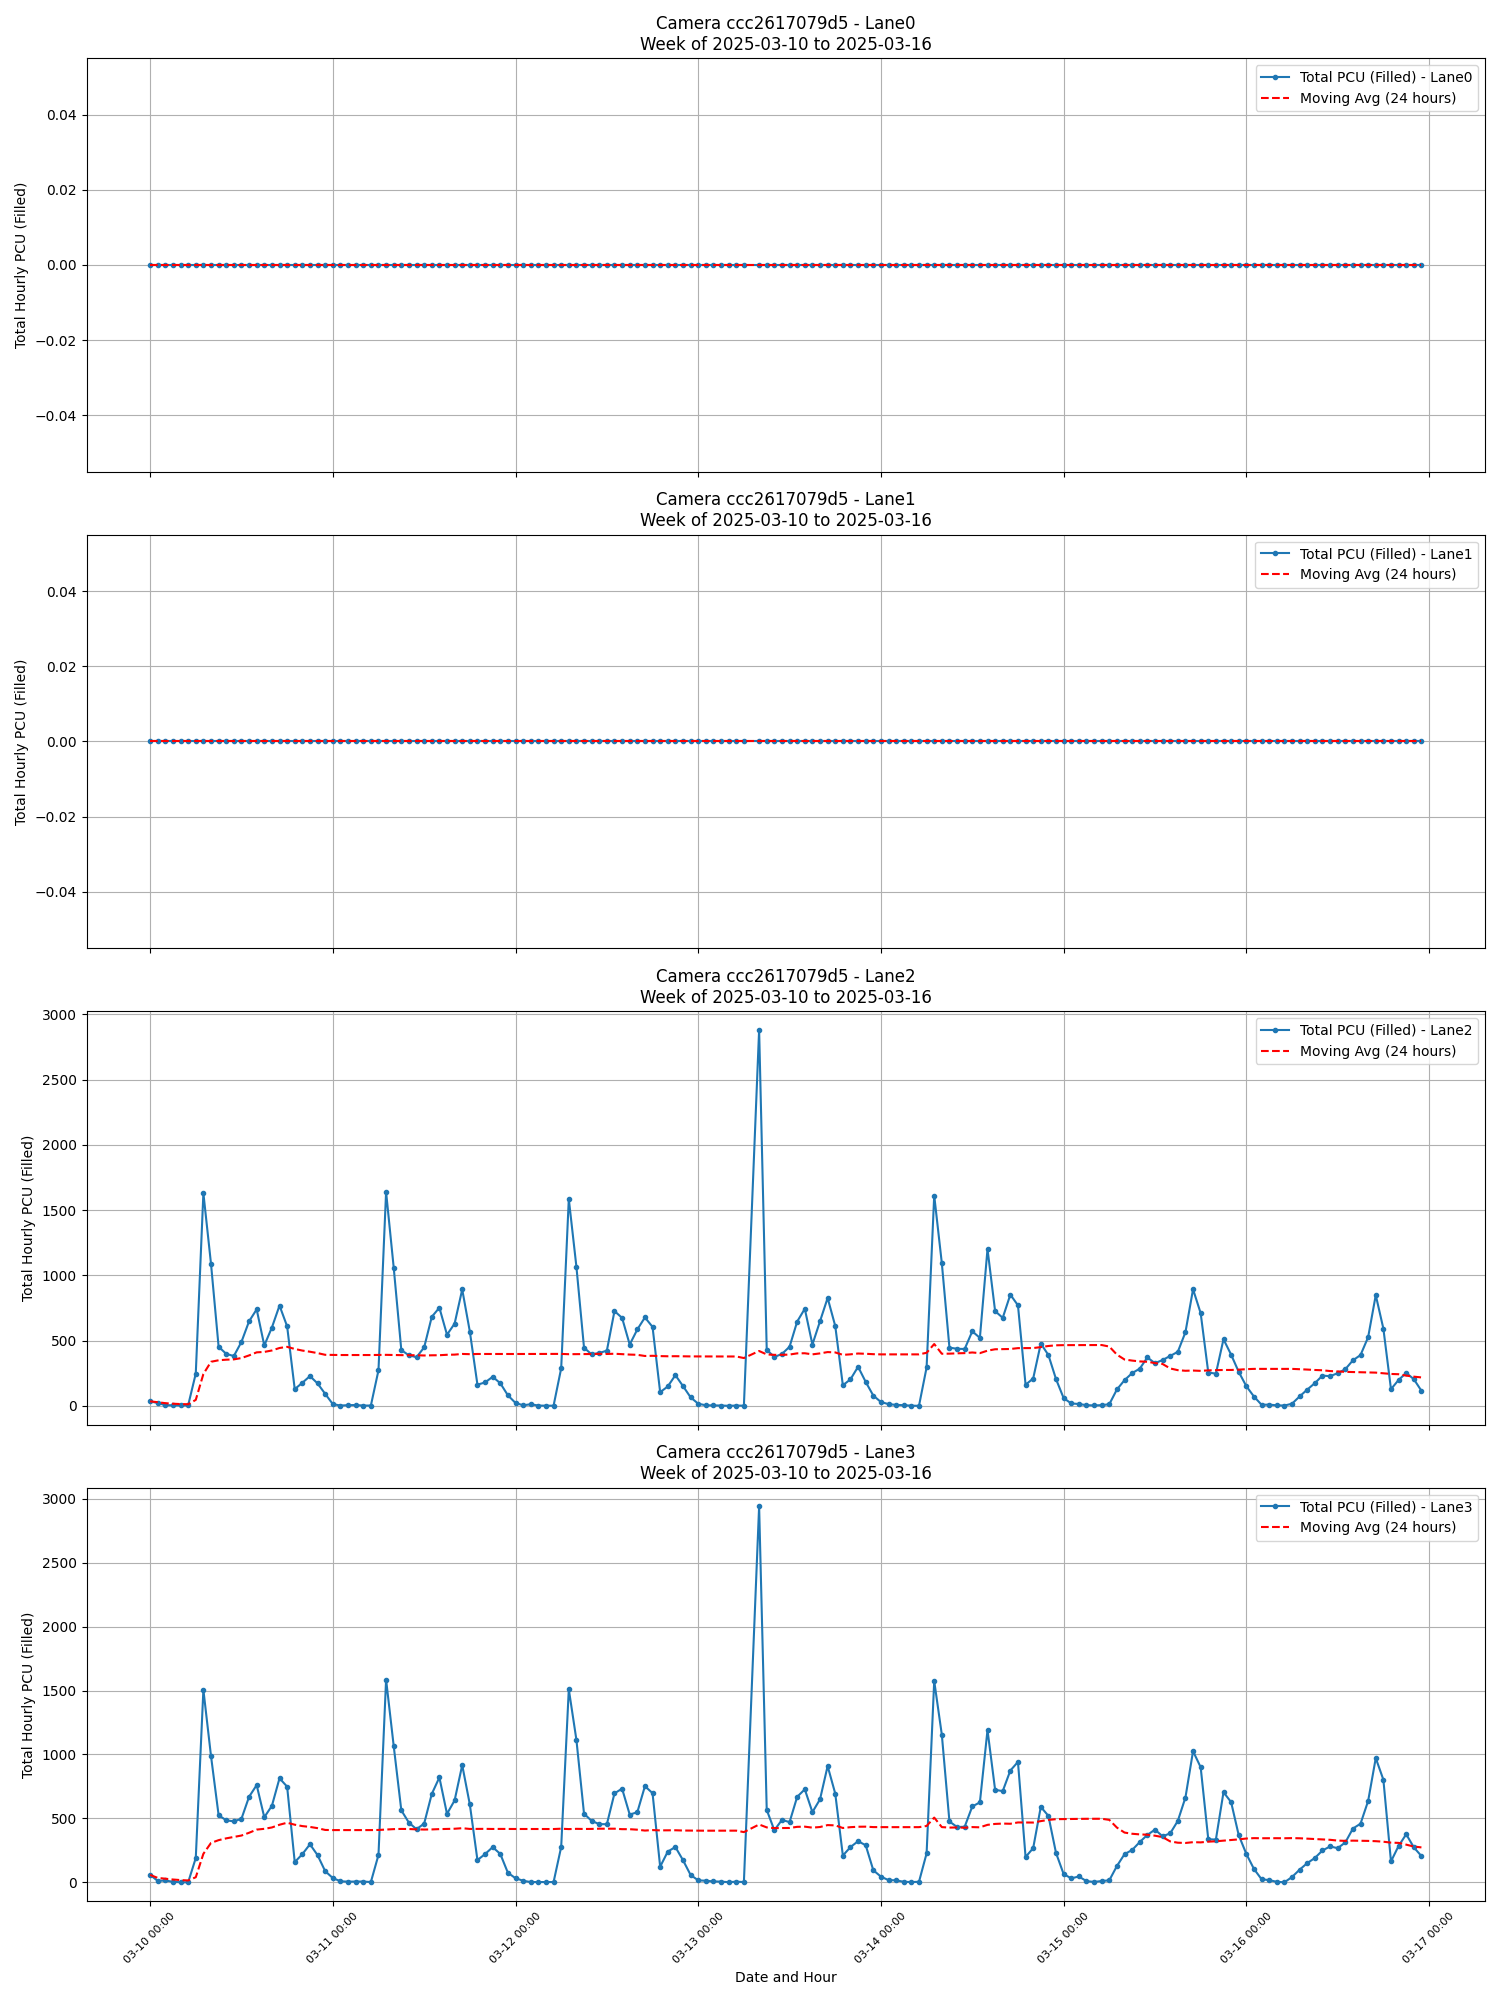 Camera ccc2617079d5 - Lane0
Week of 2025-03-10 to 2025-03-16
Total PCU (Filled) - Lane0
Moving Avg (24 hours)
Total Hourly PCU (Filled)
0.04
0.02
0.00
−0.02
−0.04
Camera ccc2617079d5 - Lane1
Week of 2025-03-10 to 2025-03-16
Total PCU (Filled) - Lane1
Moving Avg (24 hours)
Total Hourly PCU (Filled)
0.04
0.02
0.00
−0.02
−0.04
Camera ccc2617079d5 - Lane2
Week of 2025-03-10 to 2025-03-16
Total PCU (Filled) - Lane2
Moving Avg (24 hours)
Total Hourly PCU (Filled)
3000
2500
2000
1500
1000
500
0
Camera ccc2617079d5 - Lane3
Week of 2025-03-10 to 2025-03-16
Total PCU (Filled) - Lane3
Moving Avg (24 hours)
Total Hourly PCU (Filled)
3000
2500
2000
1500
1000
500
0
03-10 00:00
03-11 00:00
03-12 00:00
03-13 00:00
03-14 00:00
03-15 00:00
03-16 00:00
03-17 00:00
Date and Hour